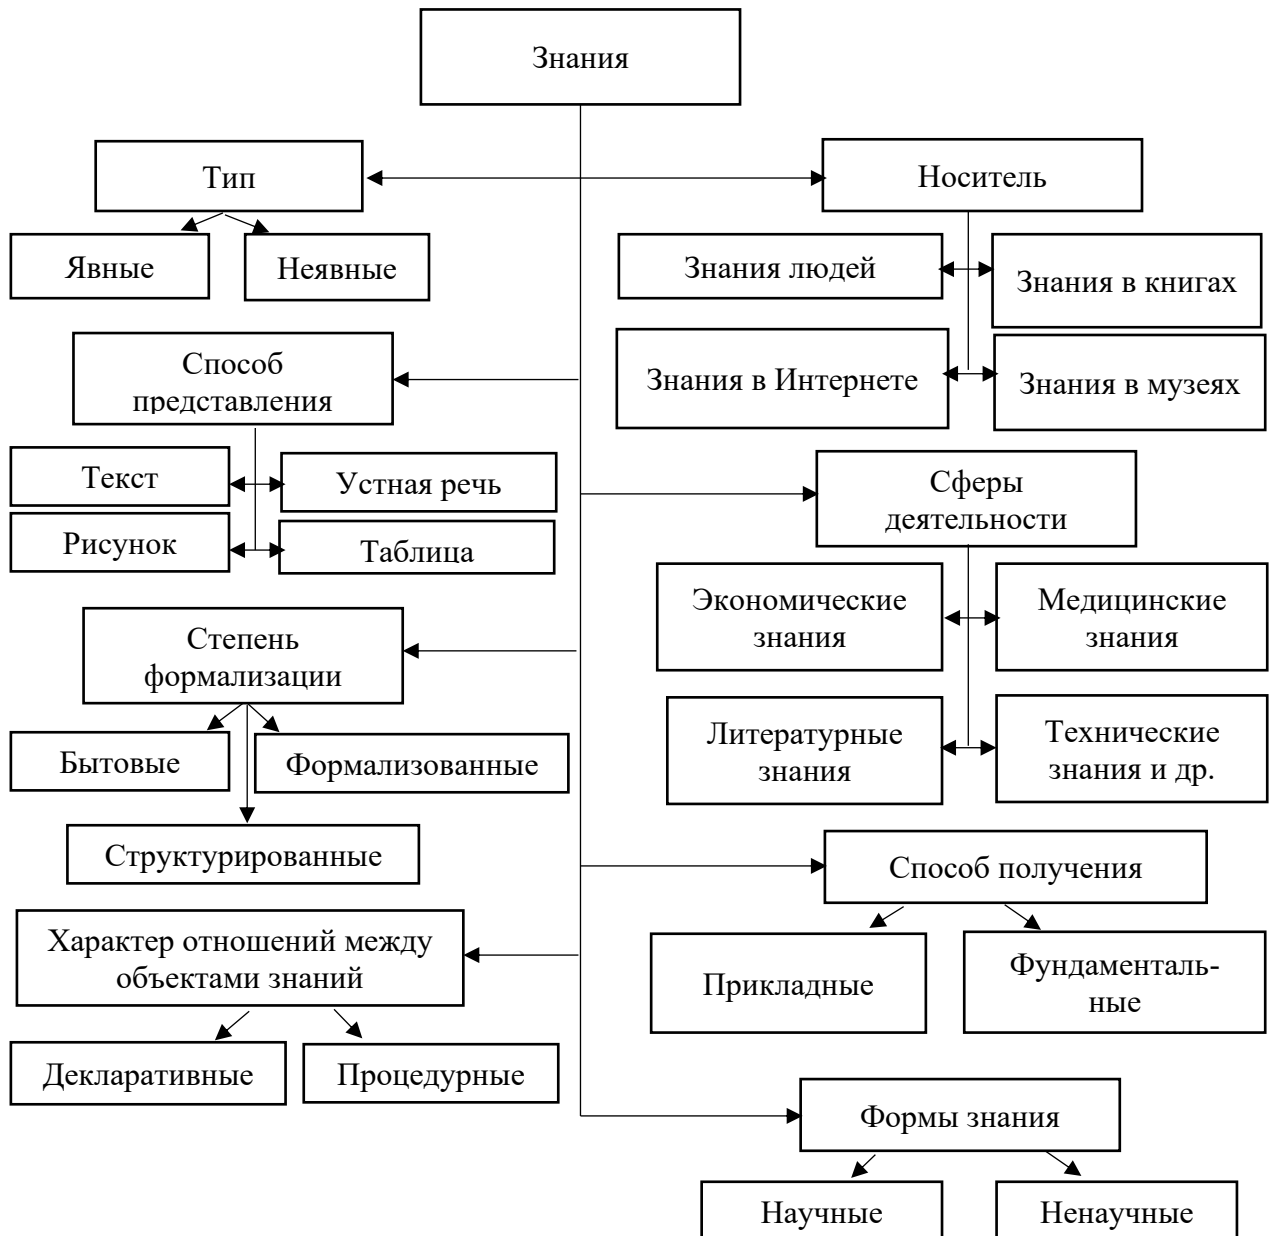 Знания
Тип
Носитель
Явные
Неявные
Знания людей
Знания в книгах
Способ
представления
Знания в Интернете
Знания в музеях
Текст
Устная речь
Рисунок
Таблица
Сферы
деятельности
Экономические
знания
Медицинские
знания
Степень
формализации
Литературные
знания
Технические
знания и др.
Бытовые
Формализованные
Структурированные
Способ получения
Характер отношений между
объектами знаний
Прикладные
Фундаменталь-
ные
Декларативные
Процедурные
Формы знания
Научные
Ненаучные